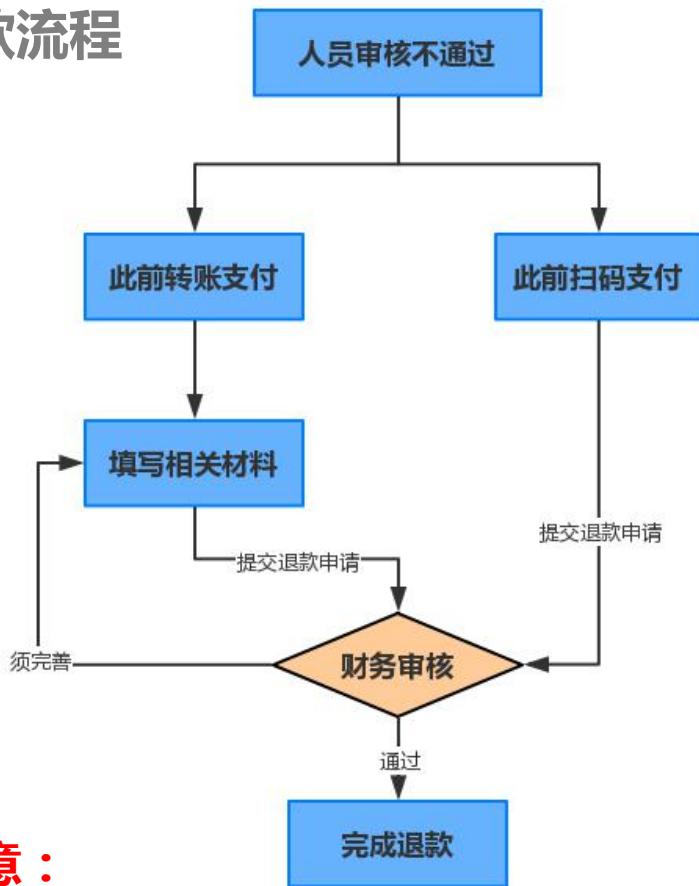 款流程
人员审核不通过
此前转账支付
此前扫码支付
填写相关材料
提交退款申请
提交退款申请
须完善
财务审核
通过
完成退款
意：